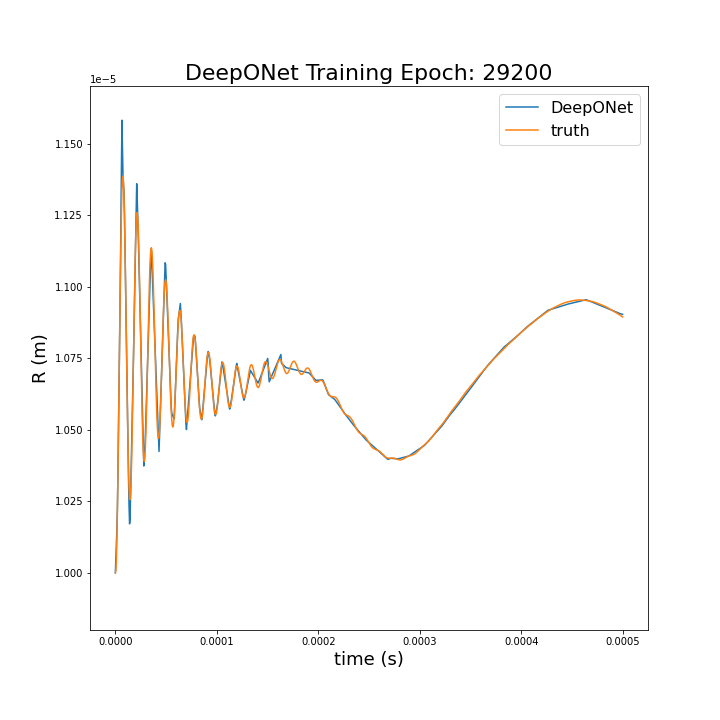 DeepONet Training Epoch: 29200
1e−5
DeepONet
truth
1.150
1.125
1.100
1.075
1.050
1.025
1.000
R (m)
0.0000 0.0001 0.0002 0.0003 0.0004 0.0005
time (s)